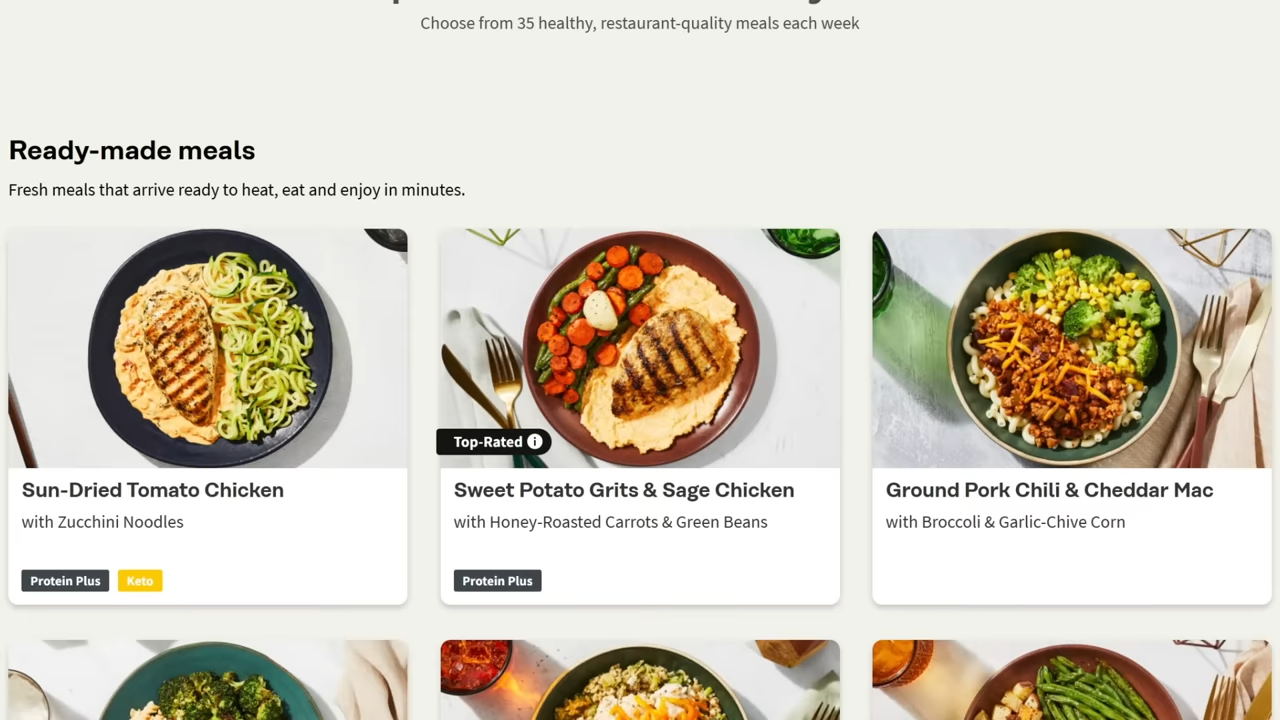 Choose from 35 healthy, restaurant-quality meals each week
Ready-made meals
Fresh meals that arrive ready to heat, eat and enjoy in minutes.
Top-Rated
Sun-Dried Tomato Chicken
with Zucchini Noodles
Protein Plus
Keto
Sweet Potato Grits & Sage Chicken
with Honey-Roasted Carrots & Green Beans
Protein Plus
Ground Pork Chili & Cheddar Mac
with Broccoli & Garlic-Chive Corn